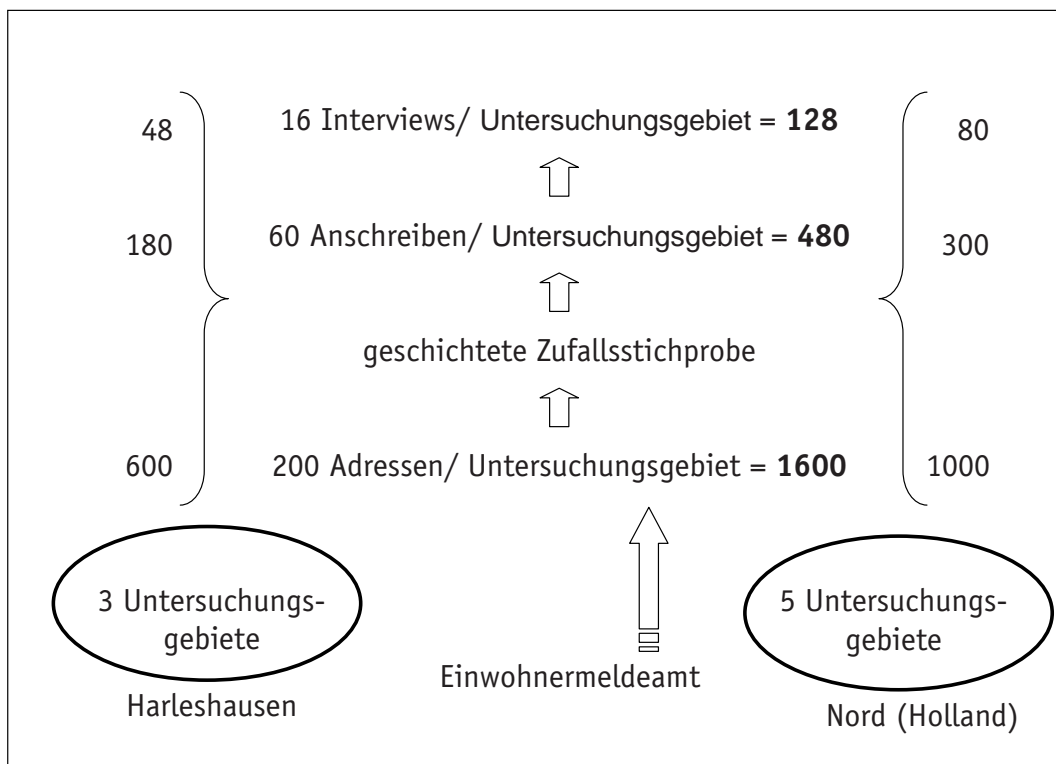 48 16 Interviews/ Untersuchungsgebiet = 128 80
180 60 Anschreiben/ Untersuchungsgebiet = 480 300
geschichtete Zufallsstichprobe
600 200 Adressen/ Untersuchungsgebiet = 1600 1000
3 Untersuchungs-
gebiete
Harleshausen
Einwohnermeldeamt
5 Untersuchungs-
gebiete
Nord (Holland)